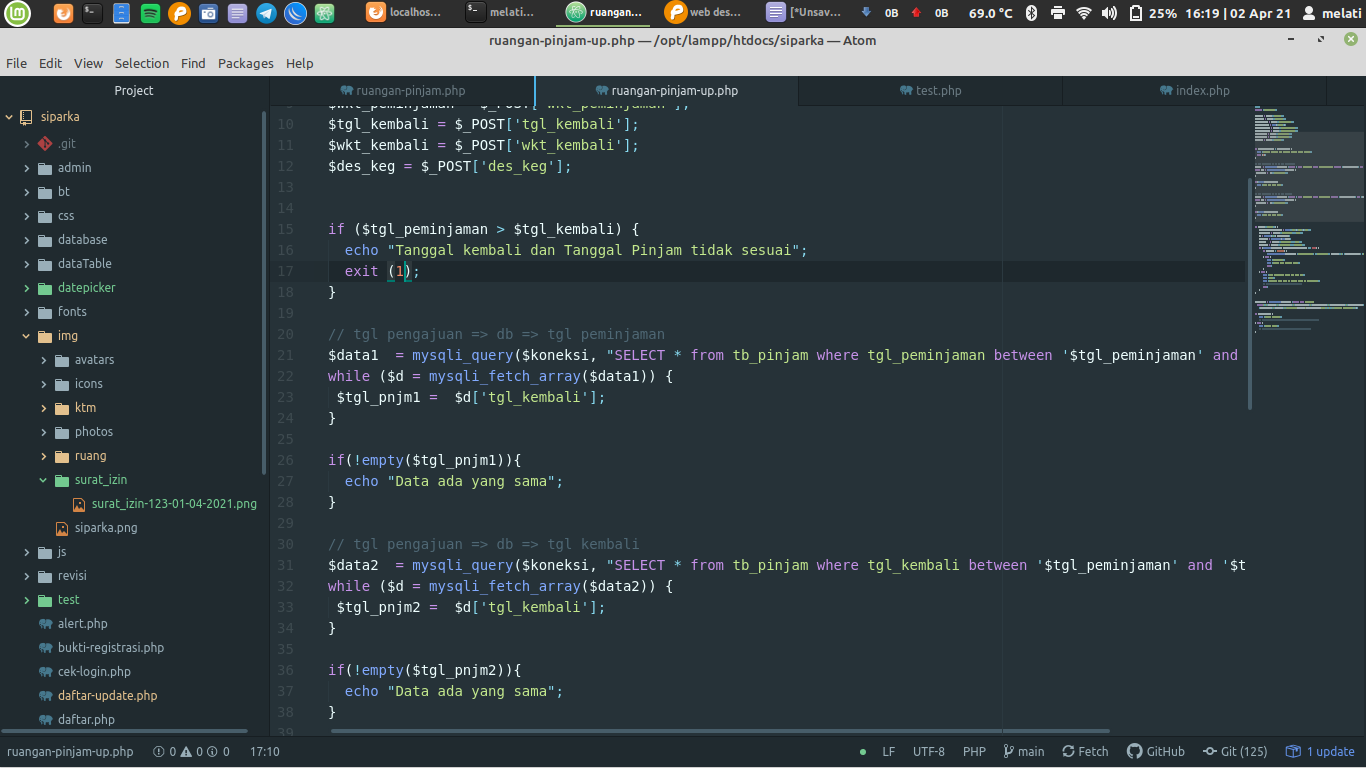 localhos...
melati...
ruangan...
web des...
[*Unsav...
0B
0B
69.0 °C
25%
16:19 | 02 Apr 21
melati
ruangan-pinjam-up.php — /opt/lampp/htdocs/siparka — Atom
File Edit View Selection Find Packages Help
Project
ruangan-pinjam.php
ruangan-pinjam-up.php
test.php
index.php
siparka
.git
admin
bt
css
database
dataTable
datepicker
fonts
img
avatars
icons
ktm
photos
ruang
surat_izin
surat_izin-123-01-04-2021.png
siparka.png
js
revisi
test
alert.php
bukti-registrasi.php
cek-login.php
daftar-update.php
daftar.php
9 $wkt_peminjaman = $_POST['wkt_peminjaman'];
10 $tgl_kembali = $_POST['tgl_kembali'];
11 $wkt_kembali = $_POST['wkt_kembali'];
12 $des_keg = $_POST['des_keg'];
13
14
15 if ($tgl_peminjaman > $tgl_kembali) {
16 echo "Tanggal kembali dan Tanggal Pinjam tidak sesuai";
17 exit (1);
18 }
19
20 // tgl pengajuan => db => tgl peminjaman
21 $data1 = mysqli_query($koneksi, "SELECT * from tb_pinjam where tgl_peminjaman between '$tgl_peminjaman' and
22 while ($d = mysqli_fetch_array($data1)) {
23 $tgl_pnjm1 = $d['tgl_kembali'];
24 }
25
26 if(!empty($tgl_pnjm1)){
27 echo "Data ada yang sama";
28 }
29
30 // tgl pengajuan => db => tgl kembali
31 $data2 = mysqli_query($koneksi, "SELECT * from tb_pinjam where tgl_kembali between '$tgl_peminjaman' and '$t
32 while ($d = mysqli_fetch_array($data2)) {
33 $tgl_pnjm2 = $d['tgl_kembali'];
34 }
35
36 if(!empty($tgl_pnjm2)){
37 echo "Data ada yang sama";
38 }
39
ruangan-pinjam-up.php 0 0 0 17:10
LF UTF-8 PHP main Fetch GitHub Git (125) 1 update